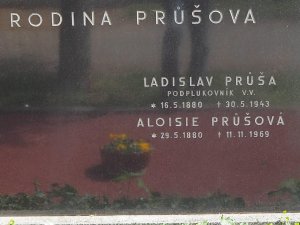 RODINA PRŮŠOVA
LADISLAV PRŮŠA
PODPLUKOVNÍK V.V.
* 16.5.1880 † 30.5.1943
ALOISIE PRŮŠOVÁ
* 29.5.1880 † 11.11.1969